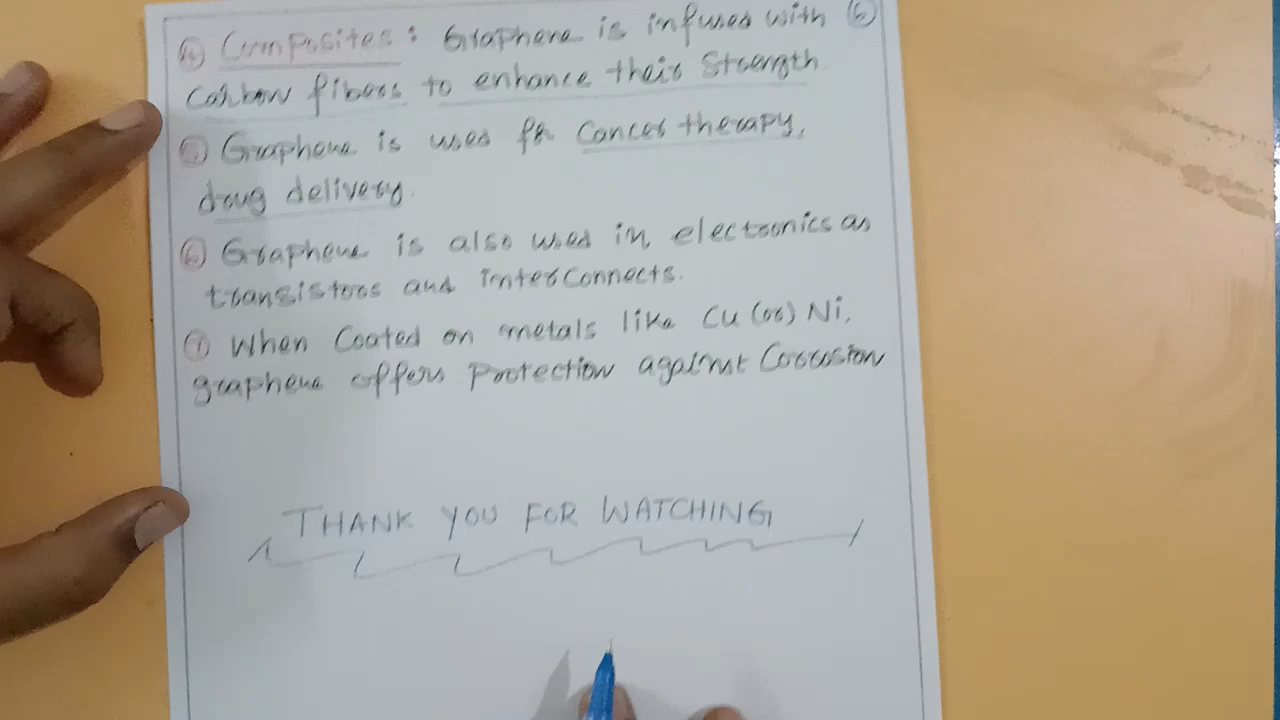 ④ Composites: Graphene is infused with ⑥
Carbon fibers to enhance their Strength
⑤ Graphene is used for Cancer therapy,
drug delivery.
⑥ Graphene is also used in electronics as
transistors and interconnects.
⑦ When Coated on metals like Cu (or) Ni,
graphene offers Protection against Corrosion
THANK YOU FOR WATCHING